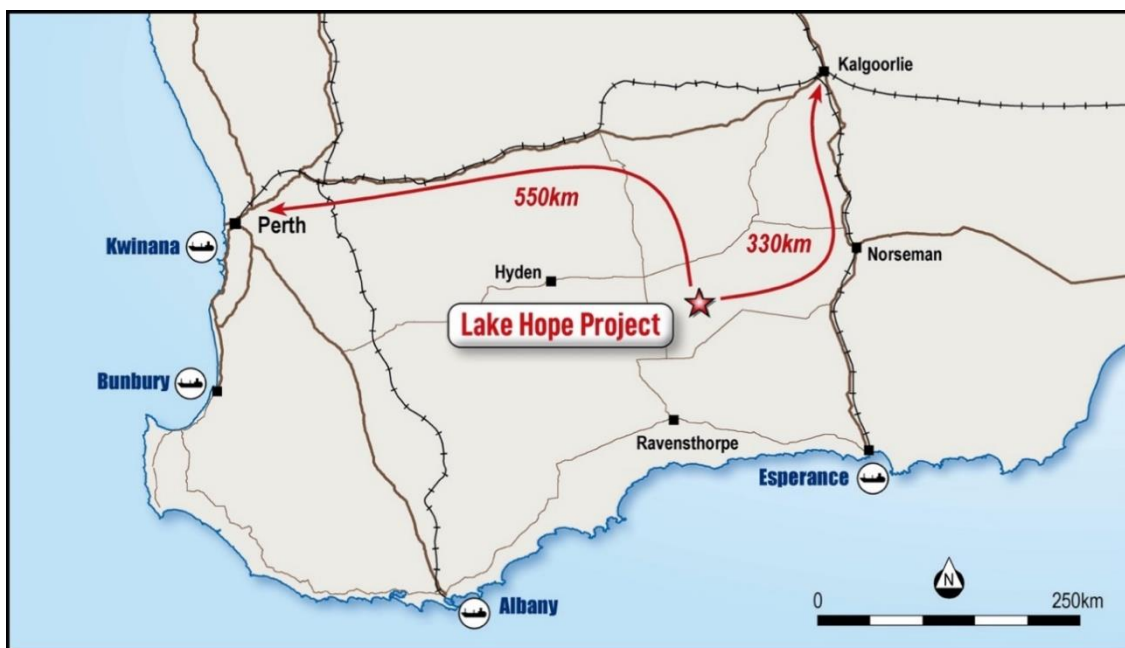 Kalgoorlie
550km
Perth
Kwinana
330km
Norseman
Hyden
Lake Hope Project
Bunbury
Ravensthorpe
Esperance
N
Albany
0 250km